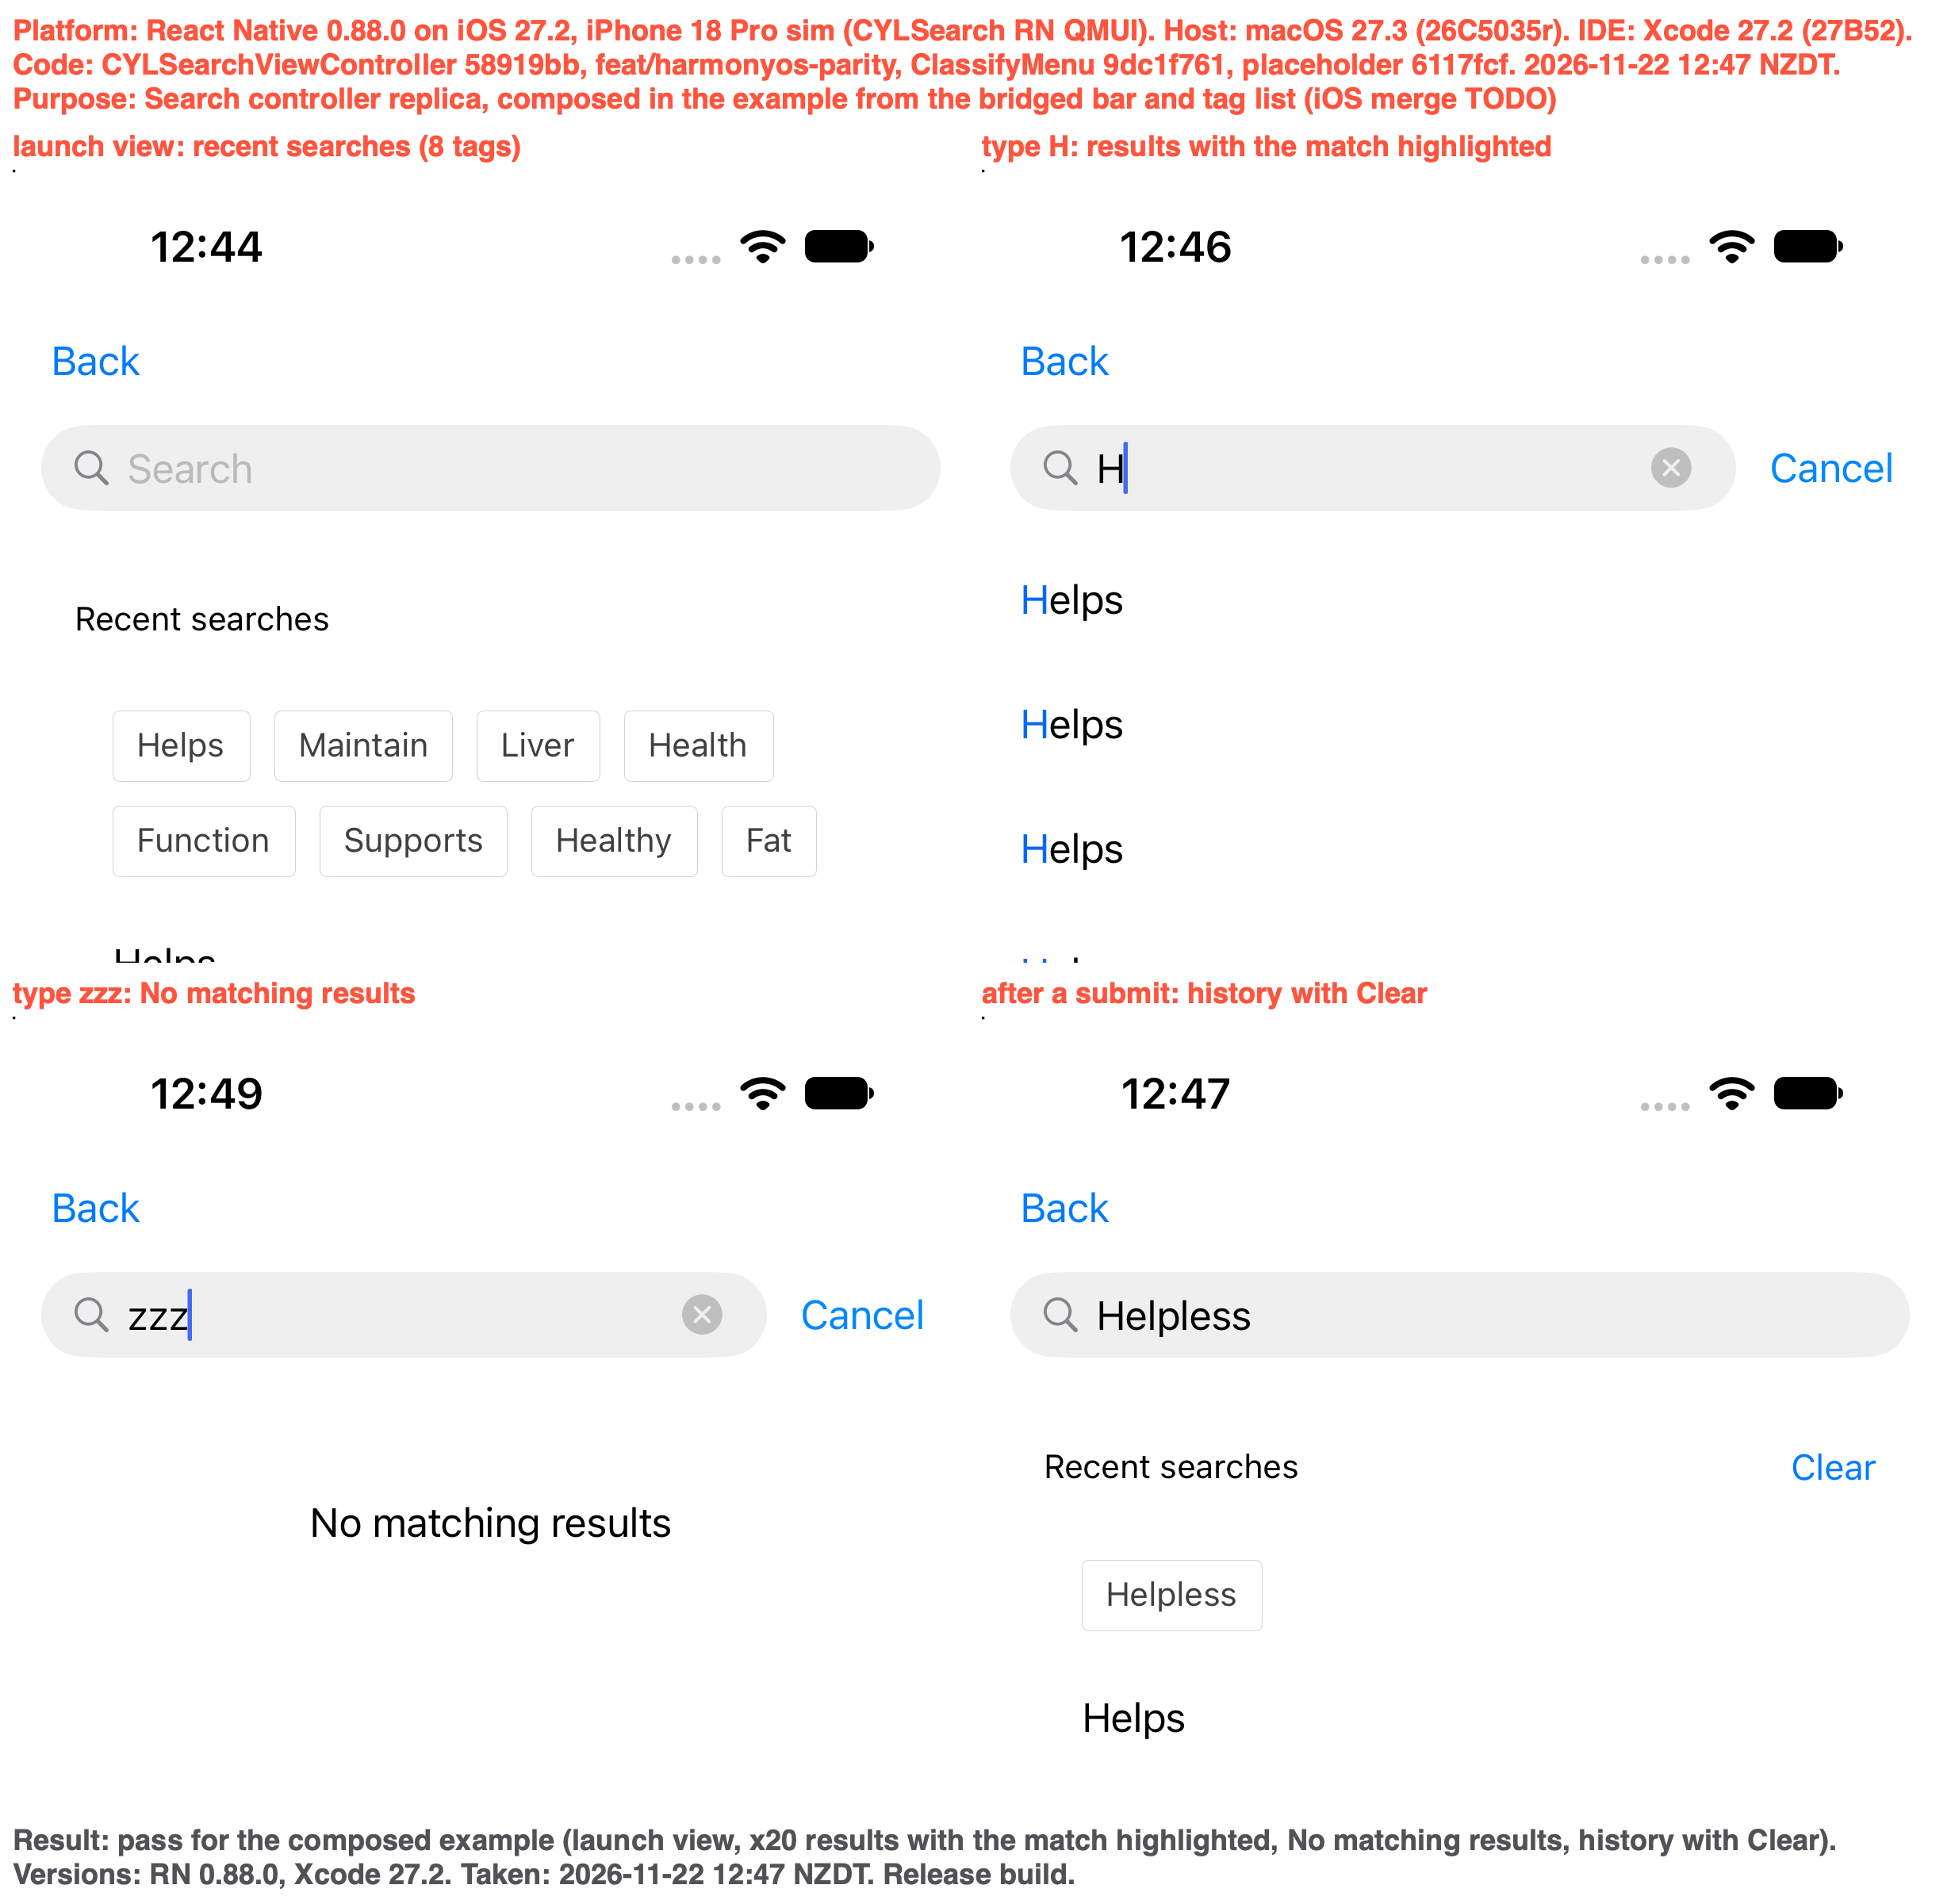 Platform: React Native 0.88.0 on iOS 27.2, iPhone 18 Pro sim (CYLSearch RN QMUI). Host: macOS 27.3 (26C5035r). IDE: Xcode 27.2 (27B52).
Code: CYLSearchViewController 58919bb, feat/harmonyos-parity, ClassifyMenu 9dc1f761, placeholder 6117fcf. 2026-11-22 12:47 NZDT.
Purpose: Search controller replica, composed in the example from the bridged bar and tag list (iOS merge TODO)
launch view: recent searches (8 tags)
12:44
Back
Search
Recent searches
Helps Maintain Liver Health
Function Supports Healthy Fat
Helps
type H: results with the match highlighted
12:46
Back
H Cancel
Helps
Helps
Helps
type zzz: No matching results
12:49
Back
zzz Cancel
No matching results
after a submit: history with Clear
12:47
Back
Helpless
Recent searches Clear
Helpless
Helps
Result: pass for the composed example (launch view, x20 results with the match highlighted, No matching results, history with Clear).
Versions: RN 0.88.0, Xcode 27.2. Taken: 2026-11-22 12:47 NZDT. Release build.